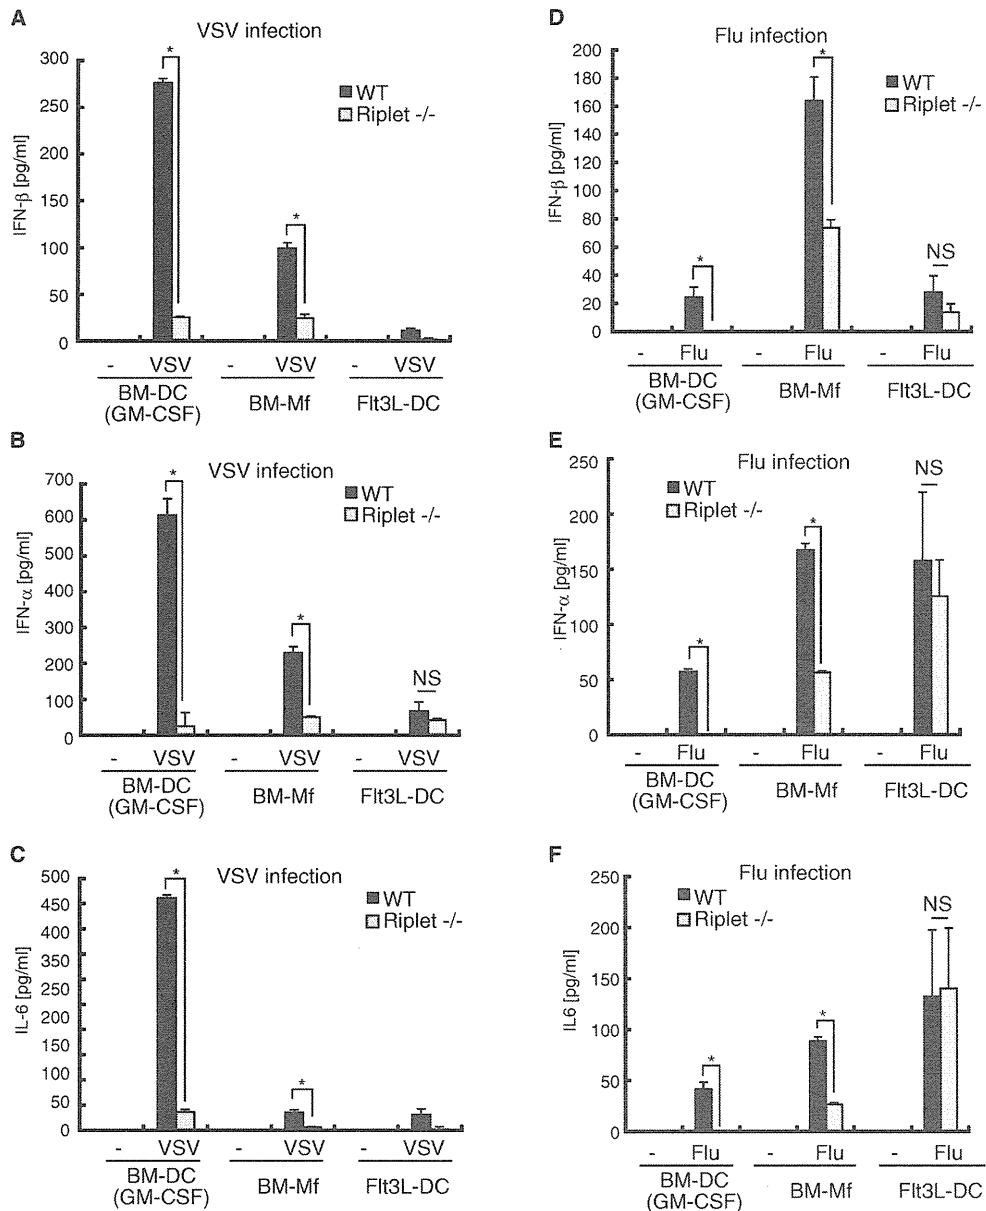 A
VSV infection
IFN-β [pg/ml]
300
250
200
150
100
50
0
WT
Riplet -/-
*
*
- VSV - VSV - VSV
BM-DC (GM-CSF)
BM-Mf
Flt3L-DC
D
Flu infection
IFN-β [pg/ml]
200
180
160
140
120
100
80
60
40
20
0
WT
Riplet -/-
*
*
NS
- Flu - Flu - Flu
BM-DC (GM-CSF)
BM-Mf
Flt3L-DC
B
VSV infection
IFN-α [pg/ml]
700
600
500
400
300
200
100
0
WT
Riplet -/-
*
*
NS
- VSV - VSV - VSV
BM-DC (GM-CSF)
BM-Mf
Flt3L-DC
E
Flu infection
IFN-α [pg/ml]
250
200
150
100
50
0
WT
Riplet -/-
*
*
NS
- Flu - Flu - Flu
BM-DC (GM-CSF)
BM-Mf
Flt3L-DC
C
VSV infection
IL-6 [pg/ml]
500
450
400
350
300
250
200
150
100
50
0
WT
Riplet -/-
*
*
- VSV - VSV - VSV
BM-DC (GM-CSF)
BM-Mf
Flt3L-DC
F
Flu infection
IL6 [pg/ml]
250
200
150
100
50
0
WT
Riplet -/-
*
*
NS
- Flu - Flu - Flu
BM-DC (GM-CSF)
BM-Mf
Flt3L-DC